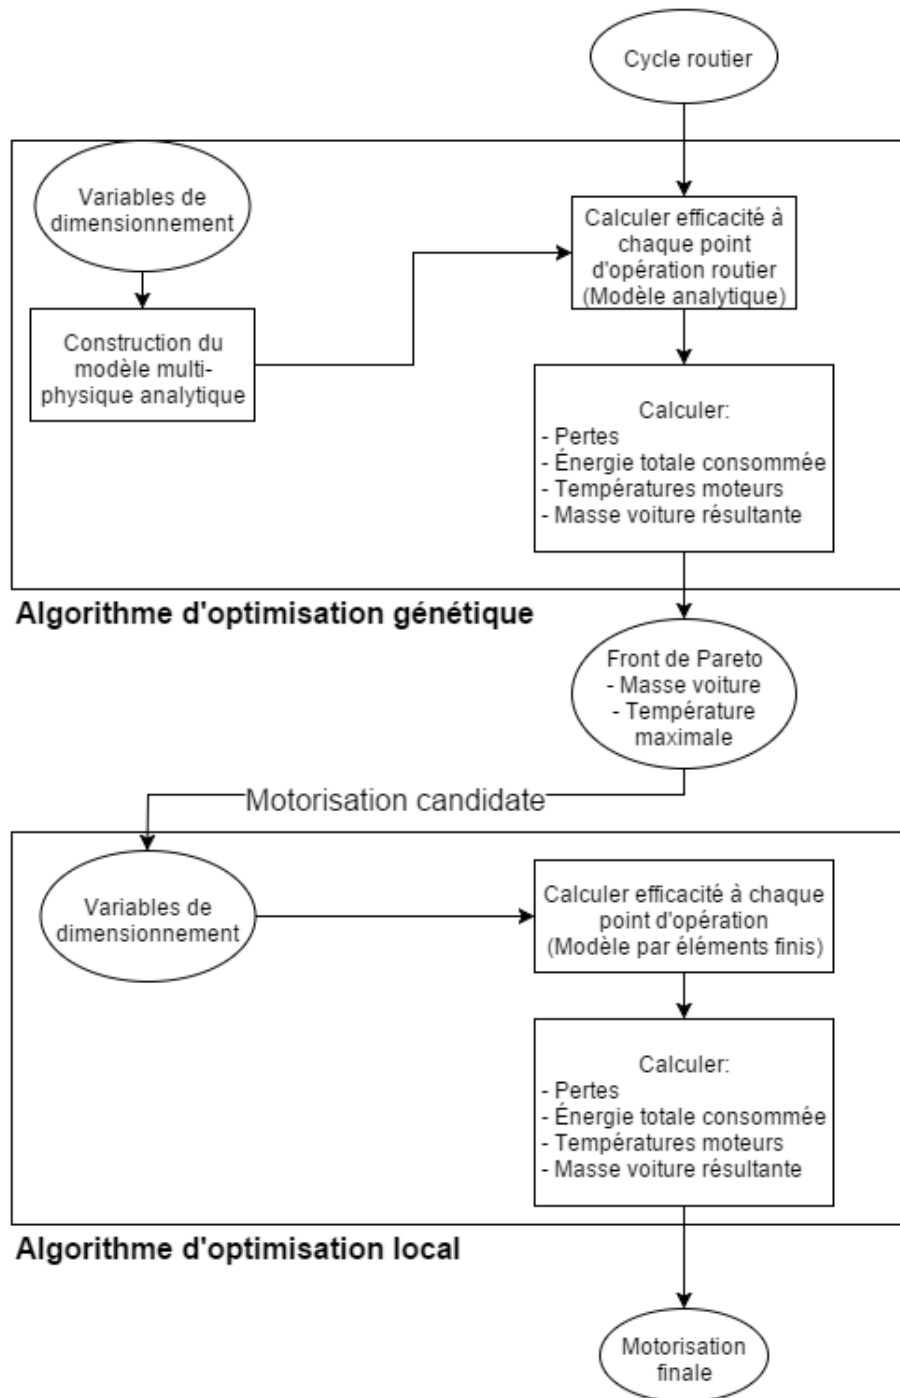 Cycle routier
Variables de
dimensionnement
Calculer efficacité à
chaque point
d'opération routier
(Modèle analytique)
Construction du
modèle multi-
physique analytique
Calculer:
- Pertes
- Énergie totale consommée
- Températures moteurs
- Masse voiture résultante
Algorithme d'optimisation génétique
Front de Pareto
- Masse voiture
- Température
maximale
Motorisation candidate
Variables de
dimensionnement
Calculer efficacité à chaque
point d'opération
(Modèle par éléments finis)
Calculer:
- Pertes
- Énergie totale consommée
- Températures moteurs
- Masse voiture résultante
Algorithme d'optimisation local
Motorisation
finale